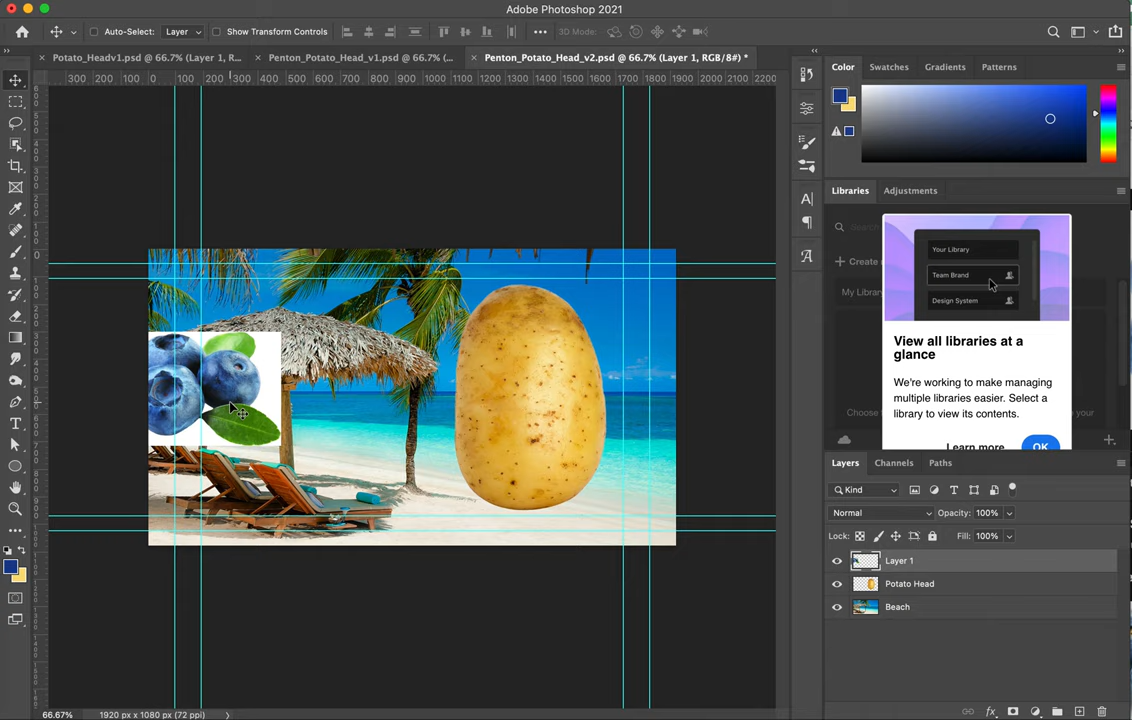 Adobe Photoshop 2021
Auto-Select: Layer Show Transform Controls 3D Mode:
Potato_Headv1.psd @ 66.7% (Layer 1, R... Penton_Potato_Head_v1.psd @ 66.7% (... Penton_Potato_Head_v2.psd @ 66.7% (Layer 1, RGB/8#) *
300 200 100 0 100 200 300 400 500 600 700 800 900 1000 1100 1200 1300 1400 1500 1600 1700 1800 1900 2000 2100 2200
Color Swatches Gradients Patterns
Libraries Adjustments
Search
Your Library
Create
Team Brand
My Library
Design System
View all libraries at a
glance
We're working to make managing
multiple libraries easier. Select a
library to view its contents.
Learn more OK
Layers Channels Paths
Kind
Normal Opacity: 100%
Lock: Fill: 100%
Layer 1
Potato Head
Beach
66.67% 1920 px x 1080 px (72 ppi)